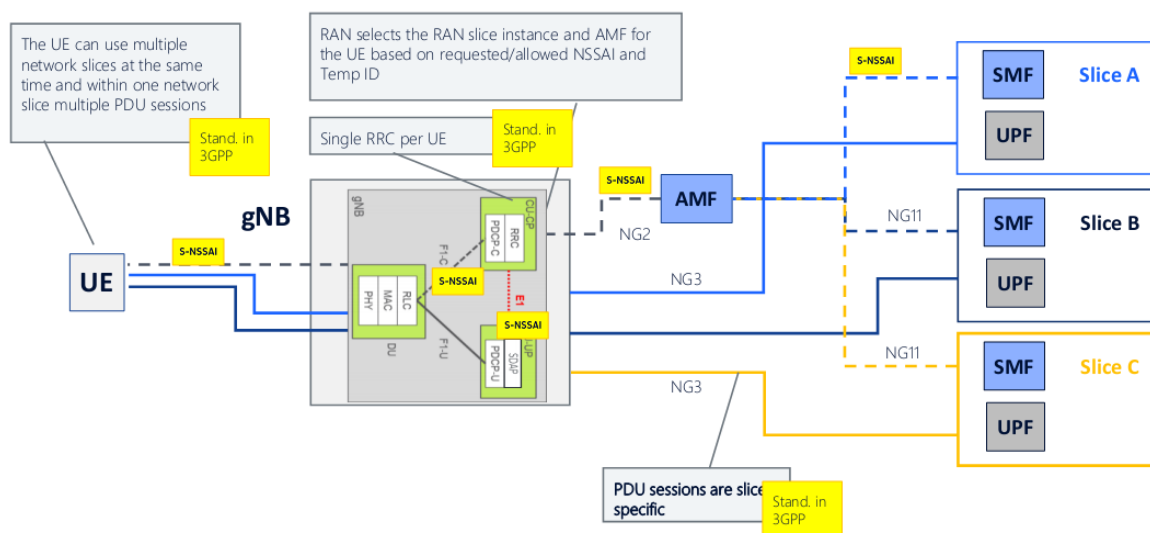 The UE can use multiple
network slices at the same
time and within one network
slice multiple PDU sessions
Stand. in
3GPP
RAN selects the RAN slice instance and AMF for
the UE based on requested/allowed NSSAI and
Temp ID
Single RRC per UE
Stand. in
3GPP
S-NSSAI
SMF
Slice A
UPF
S-NSSAI
AMF
NG2
gNB
gNB
CU-CP
RRC
PDCP-C
F1-C
S-NSSAI
E1
S-NSSAI
UE
S-NSSAI
RLC
MAC
PHY
DU
F1-U
UP
SDAP
PDCP-U
NG3
NG11
SMF
Slice B
UPF
NG11
NG3
SMF
Slice C
UPF
PDU sessions are slice
specific
Stand. in
3GPP